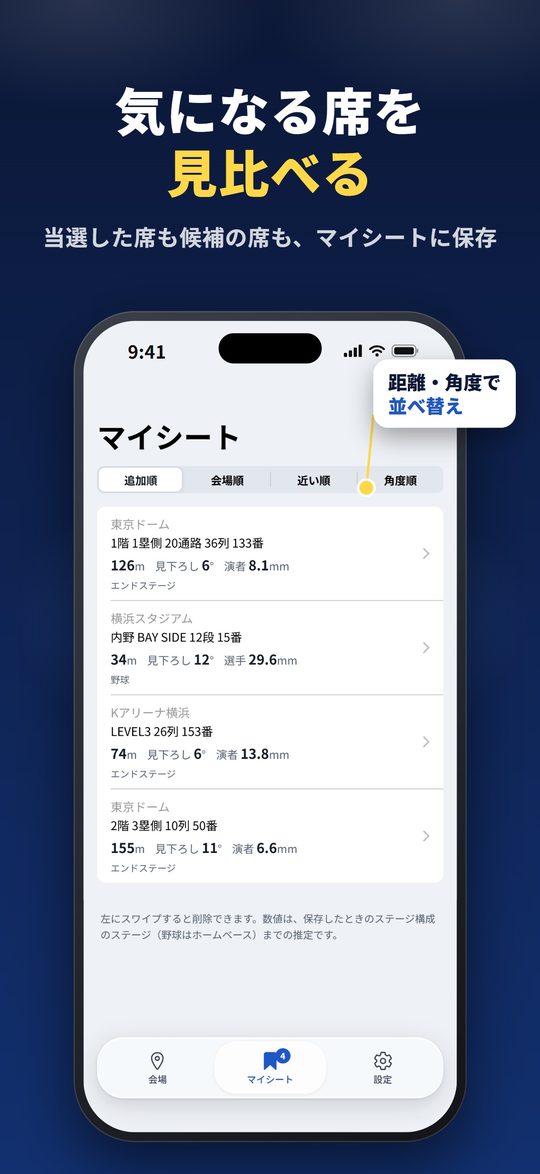 気になる席を
見比べる
当選した席も候補の席も、マイシートに保存
9:41
距離・角度で
並べ替え
マイシート
追加順 会場順 近い順 角度順
東京ドーム
1階 1塁側 20通路 36列 133番
126m 見下ろし 6° 演者 8.1mm
エンドステージ
横浜スタジアム
内野 BAY SIDE 12段 15番
34m 見下ろし 12° 選手 29.6mm
野球
Kアリーナ横浜
LEVEL3 26列 153番
74m 見下ろし 6° 演者 13.8mm
エンドステージ
東京ドーム
2階 3塁側 10列 50番
155m 見下ろし 11° 演者 6.6mm
エンドステージ
左にスワイプすると削除できます。数値は、保存したときのステージ構成
のステージ（野球はホームベース）までの推定です。
4
会場 マイシート 設定